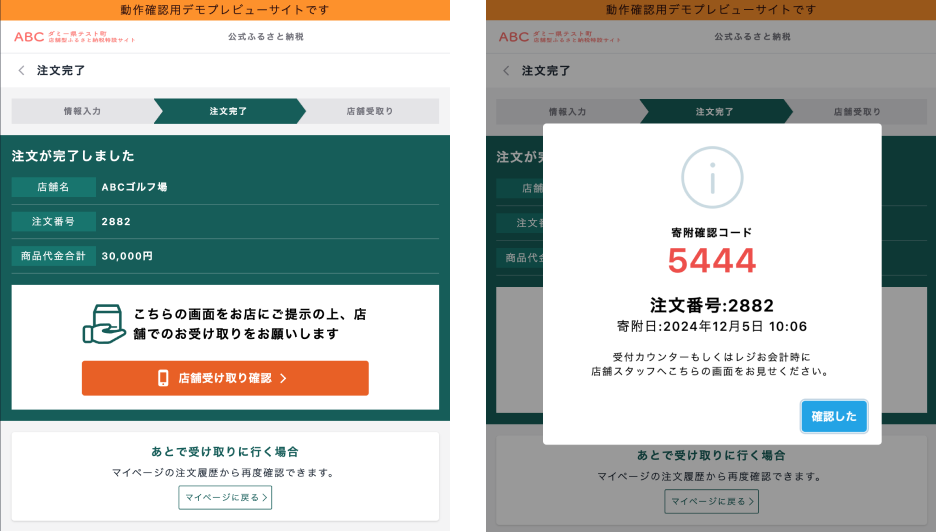 動作確認用デモプレビューサイトです
ABC ダミー県テスト町
店舗型ふるさと納税特設サイト
公式ふるさと納税
注文完了
情報入力
注文完了
店舗受取り
注文が完了しました
店舗名 ABCゴルフ場
注文番号 2882
商品代金合計 30,000円
こちらの画面をお店にご提示の上、店
舗でのお受け取りをお願いします
店舗受け取り確認
あとで受け取りに行く場合
マイページの注文履歴から再度確認できます。
マイページに戻る
動作確認用デモプレビューサイトです
ABC ダミー県テスト町
店舗型ふるさと納税特設サイト
公式ふるさと納税
注文完了
情報入力
注文完了
店舗受取り
注文が完
店舗
注文番
商品代金
寄附確認コード
5444
注文番号:2882
寄附日:2024年12月5日 10:06
受付カウンターもしくはレジお会計時に
店舗スタッフへこちらの画面をお見せください。
確認した
あとで受け取りに行く場合
マイページの注文履歴から再度確認できます。
マイページに戻る